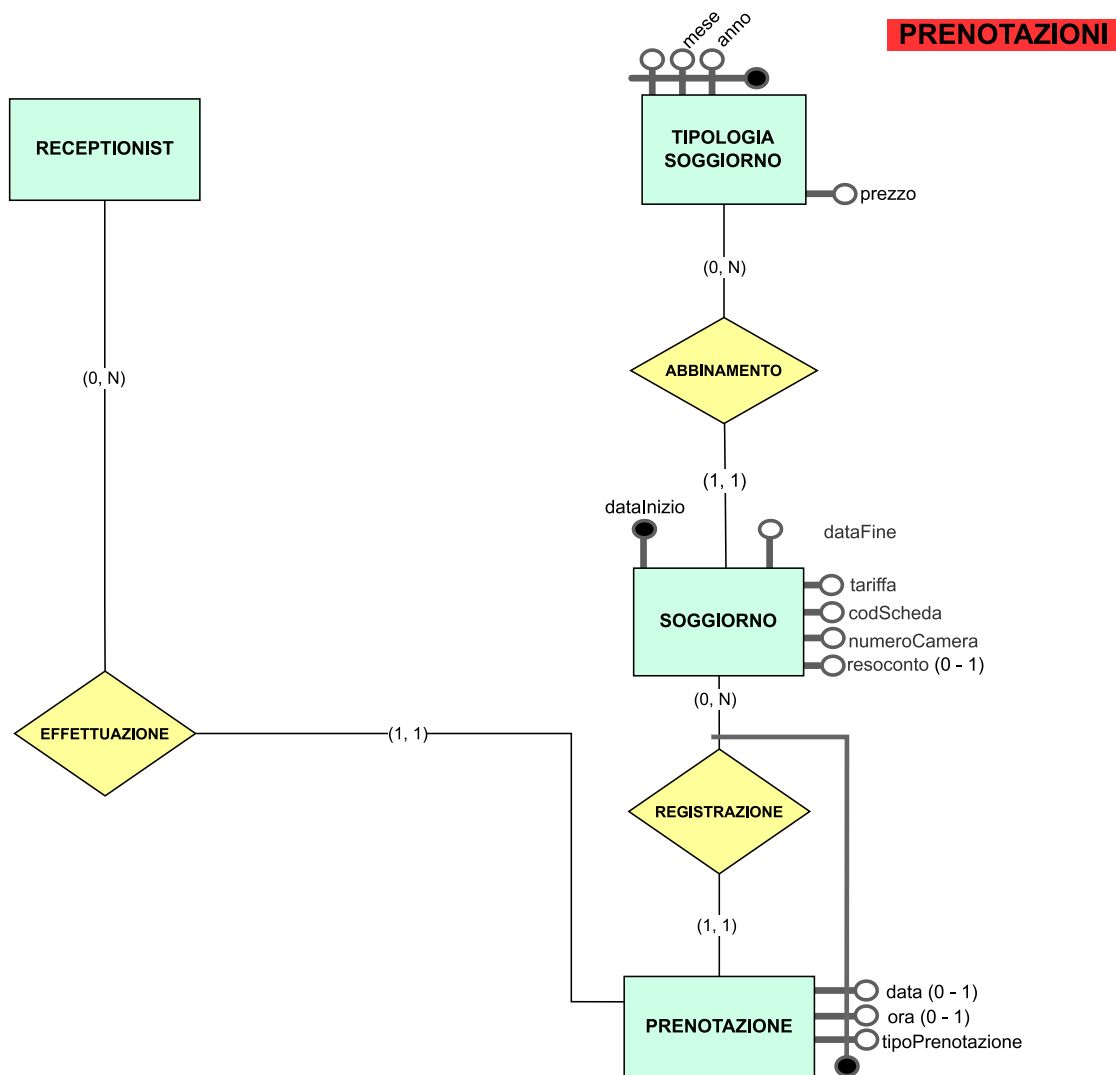 PRENOTAZIONI
mese
anno
RECEPTIONIST
TIPOLOGIA
SOGGIORNO
prezzo
(0, N)
ABBINAMENTO
(0, N)
(1, 1)
dataInizio
dataFine
tariffa
SOGGIORNO
codScheda
numeroCamera
resoconto (0 - 1)
(0, N)
EFFETTUAZIONE
(1, 1)
REGISTRAZIONE
(1, 1)
data (0 - 1)
ora (0 - 1)
PRENOTAZIONE
tipoPrenotazione